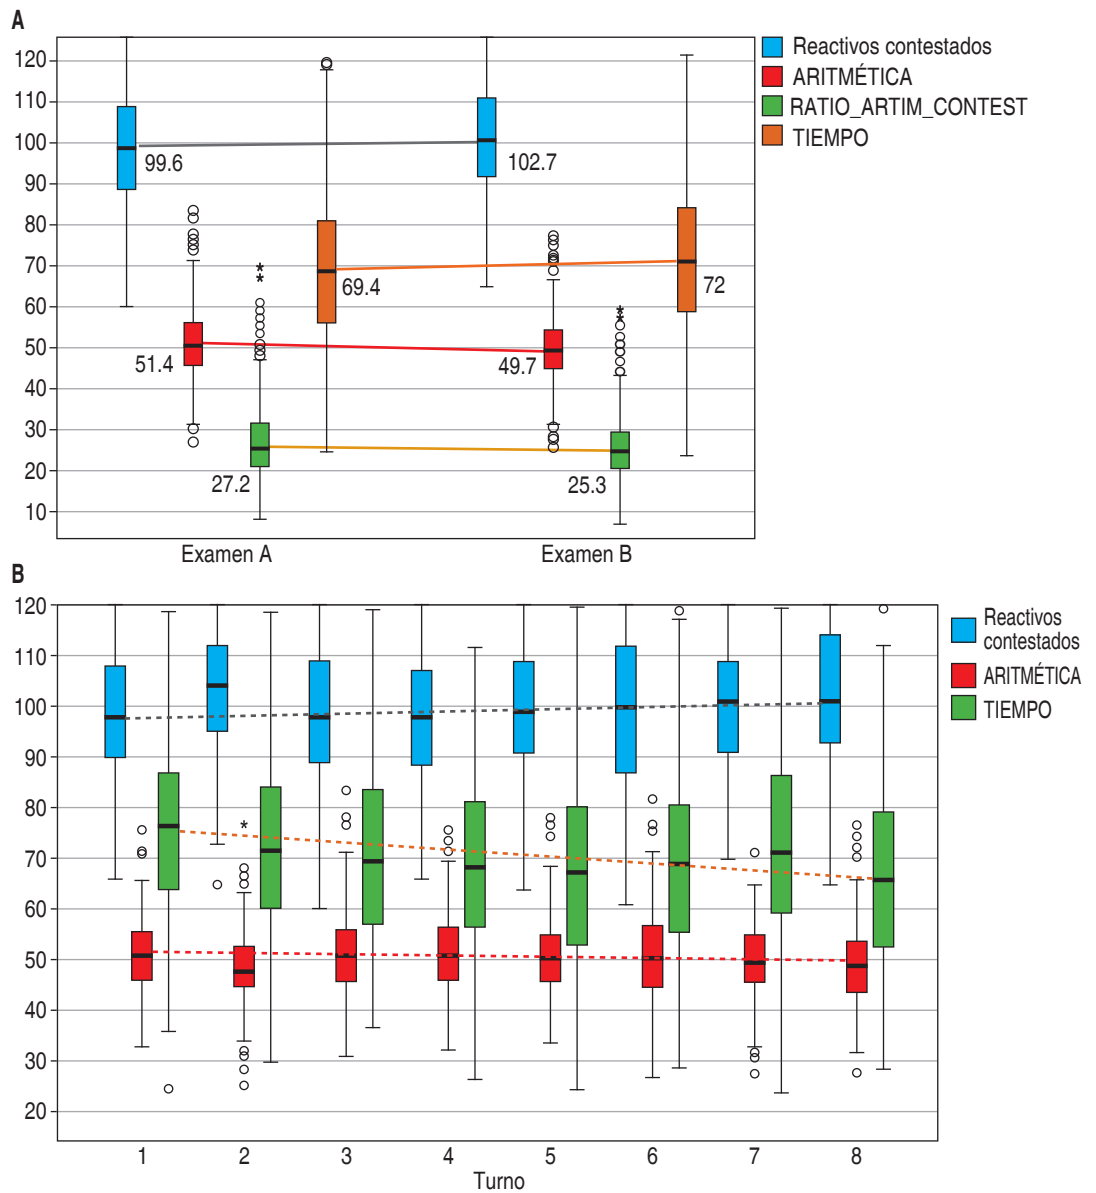 A
120
110
100
90
80
70
60
50
40
30
20
10
99.6
102.7
69.4
72
51.4
49.7
27.2
25.3
Examen A
Examen B
Reactivos contestados
ARITMÉTICA
RATIO_ARTIM_CONTEST
TIEMPO
B
120
110
100
90
80
70
60
50
40
30
20
1 2 3 4 5 6 7 8
Turno
Reactivos
contestados
ARITMÉTICA
TIEMPO